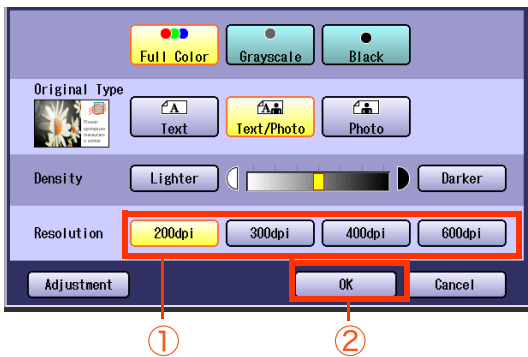 Full Color Grayscale Black
Original Type
A
A
Text Text/Photo Photo
Density Lighter Darker
Resolution 200dpi 300dpi 400dpi 600dpi
Adjustment OK Cancel
① ②